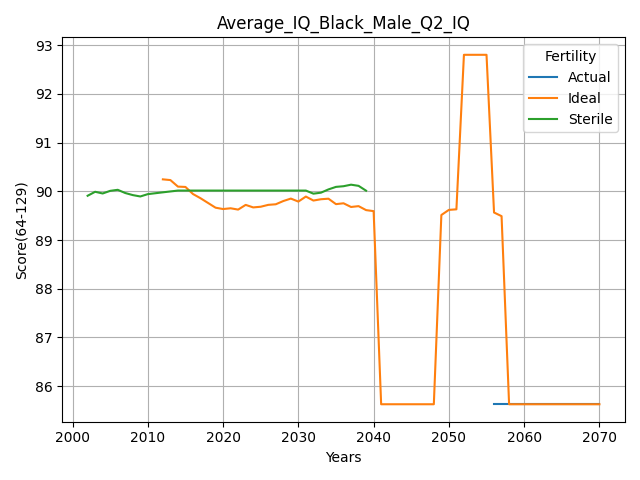 Average_IQ_Black_Male_Q2_IQ
Score(64-129)
93
92
91
90
89
88
87
86
Fertility
Actual
Ideal
Sterile
2000 2010 2020 2030 2040 2050 2060 2070
Years